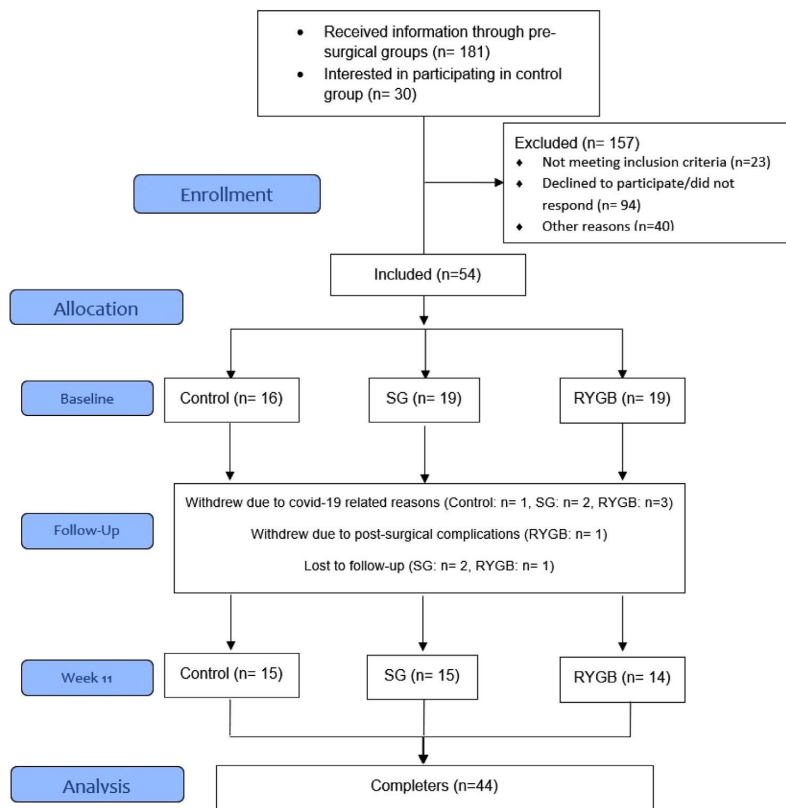 • Received information through pre-
surgical groups (n= 181)
• Interested in participating in control
group (n= 30)
Excluded (n= 157)
♦ Not meeting inclusion criteria (n=23)
♦ Declined to participate/did not
respond (n= 94)
♦ Other reasons (n=40)
Enrollment
Included (n=54)
Allocation
Baseline
Control (n= 16)
SG (n= 19)
RYGB (n= 19)
Withdrew due to covid-19 related reasons (Control: n= 1, SG: n= 2, RYGB: n=3)
Follow-Up
Withdrew due to post-surgical complications (RYGB: n= 1)
Lost to follow-up (SG: n= 2, RYGB: n= 1)
Week 11
Control (n= 15)
SG (n= 15)
RYGB (n= 14)
Analysis
Completers (n=44)